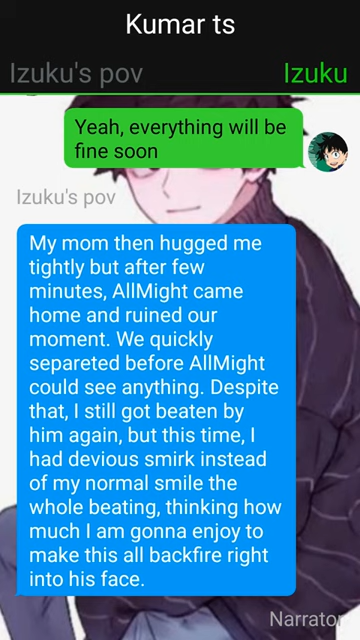 Kumar ts
Izuku's pov
Izuku
Yeah, everything will be
fine soon
Izuku's pov
My mom then hugged me
tightly but after few
minutes, AllMight came
home and ruined our
moment. We quickly
separeted before AllMight
could see anything. Despite
that, I still got beaten by
him again, but this time, I
had devious smirk instead
of my normal smile the
whole beating, thinking how
much I am gonna enjoy to
make this all backfire right
into his face.
Narrator